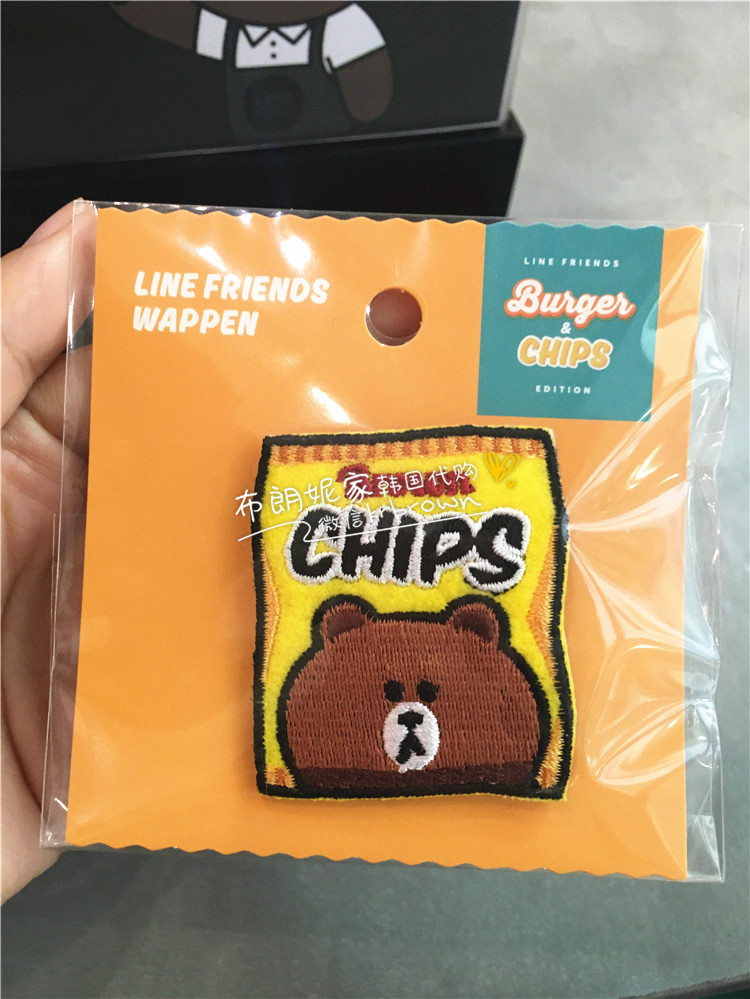 LINE FRIENDS
WAPPEN
LINE FRIENDS
Burger
&
CHIPS
EDITION
布朗妮家韩国代购
CHIPS